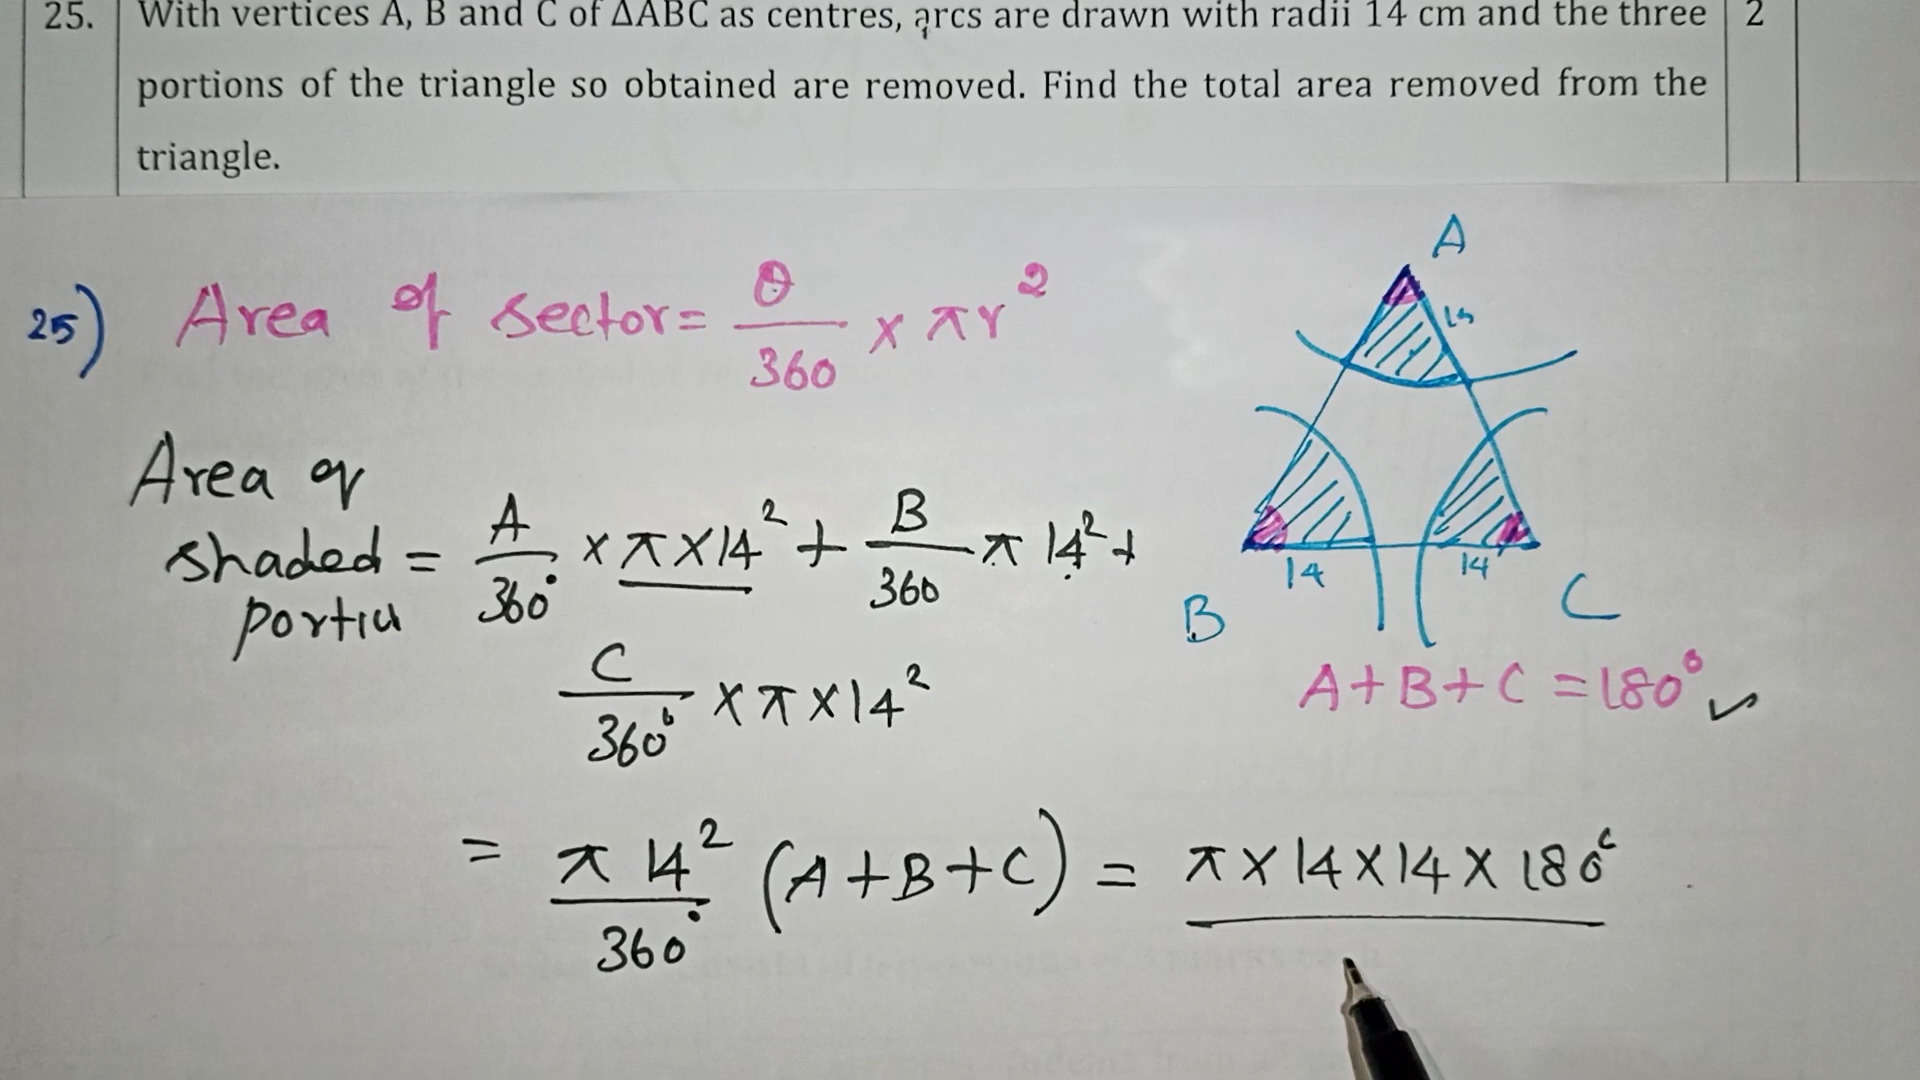 25. With vertices A, B and C of ΔABC as centres, arcs are drawn with radii 14 cm and the three 2
portions of the triangle so obtained are removed. Find the total area removed from the
triangle.
25) Area of sector = θ/360 × πr²
A
14
14
B
C
A+B+C = 180°
Area of
shaded = A/360° × π×14² + B/360 π 14² +
portion
C/360° × π × 14²
= π 14²/360° (A+B+C) = π × 14 × 14 × 180°